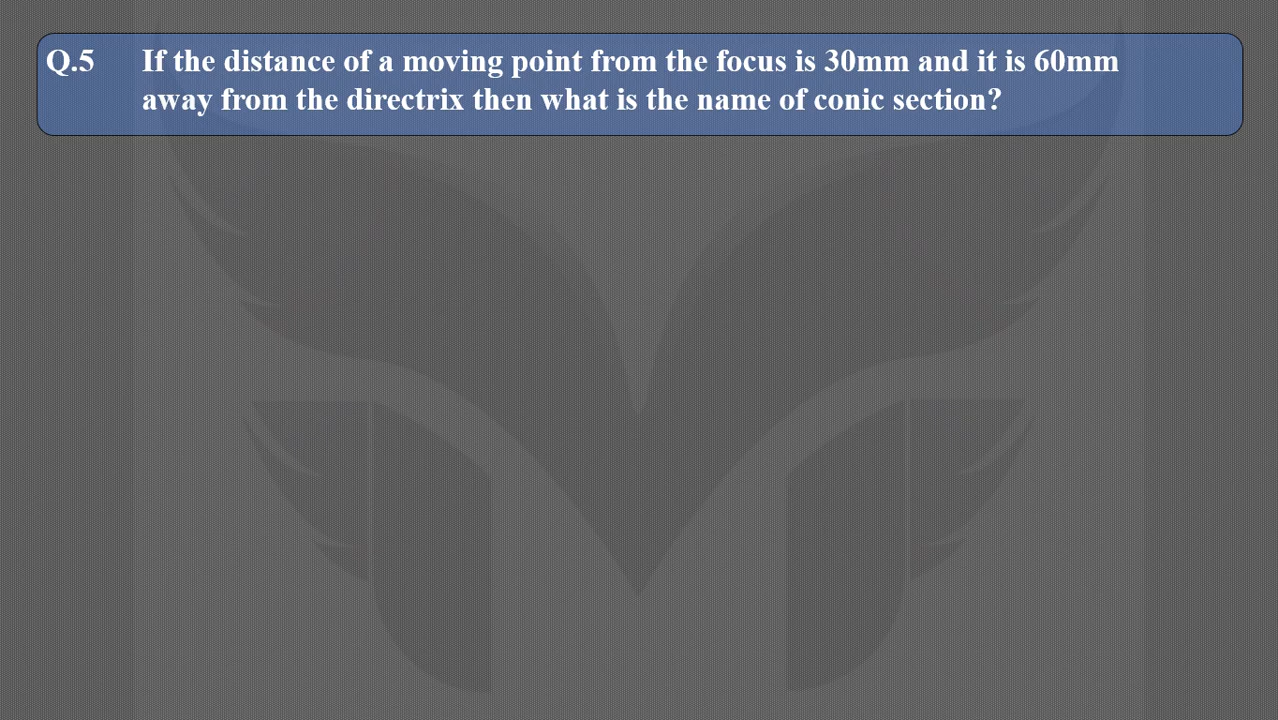 Q.5 If the distance of a moving point from the focus is 30mm and it is 60mm
away from the directrix then what is the name of conic section?